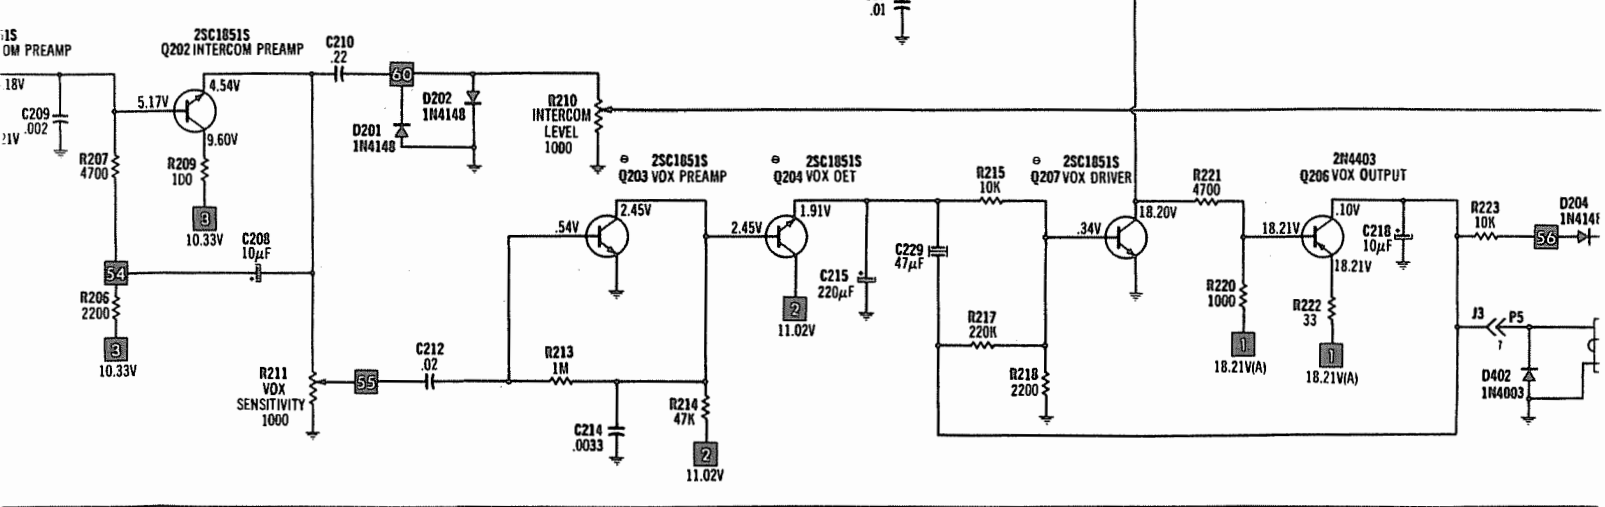 .01
1S
OM PREAMP
18V
C209
.002
21V
2SC1851S
Q202 INTERCOM PREAMP
5.17V
4.54V
9.60V
R207
4700
R209
100
3
10.33V
C210
.22
60
D202
1N4148
D201
1N4148
R210
INTERCOM
LEVEL
1000
54
C208
10µF
R206
2200
3
10.33V
R211
VOX
SENSITIVITY
1000
55
C212
.02
R213
1M
C214
.0033
⊖ 2SC1851S
Q203 VOX PREAMP
.54V
2.45V
R214
47K
2
11.02V
⊖ 2SC1851S
Q204 VOX DET
2.45V
1.91V
2
11.02V
C215
220µF
C229
47µF
R215
10K
R217
220K
R218
2200
⊖ 2SC1851S
Q207 VOX DRIVER
.34V
18.20V
R221
4700
R220
1000
1
18.21V(A)
2N4403
Q206 VOX OUTPUT
18.21V
.10V
18.21V
R222
33
1
18.21V(A)
C218
10µF
R223
10K
56
D204
1N414
J3
P5
7
D402
1N4003